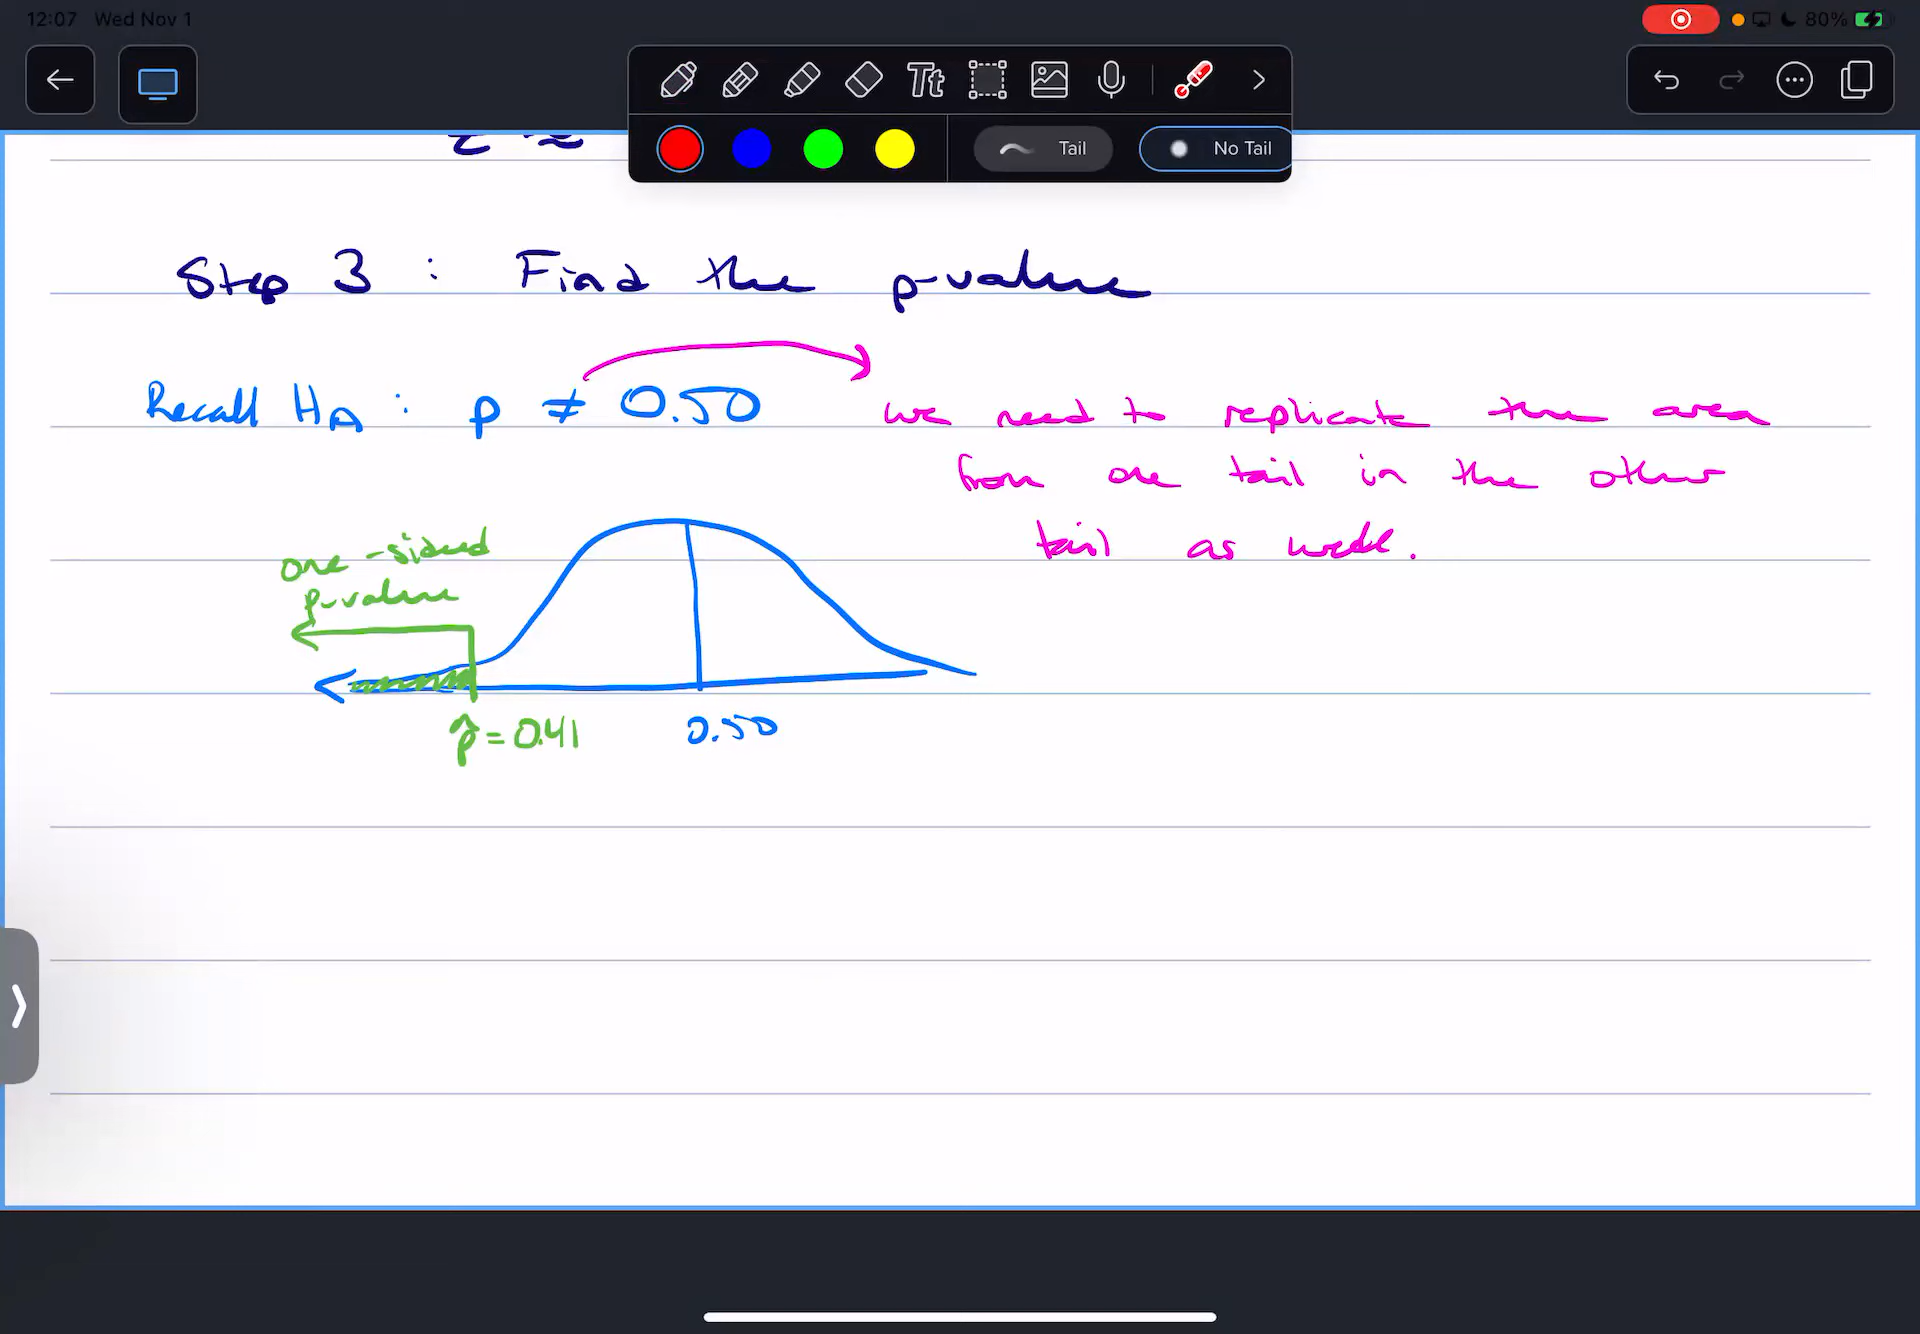 12:07 Wed Nov 1
80%
Tt
Tail
No Tail
Step 3 : Find the p-value
Recall HA : p ≠ 0.50
we need to replicate the area
from one tail in the other
tail as well.
one-sided
p-value
p̂ = 0.41
0.50